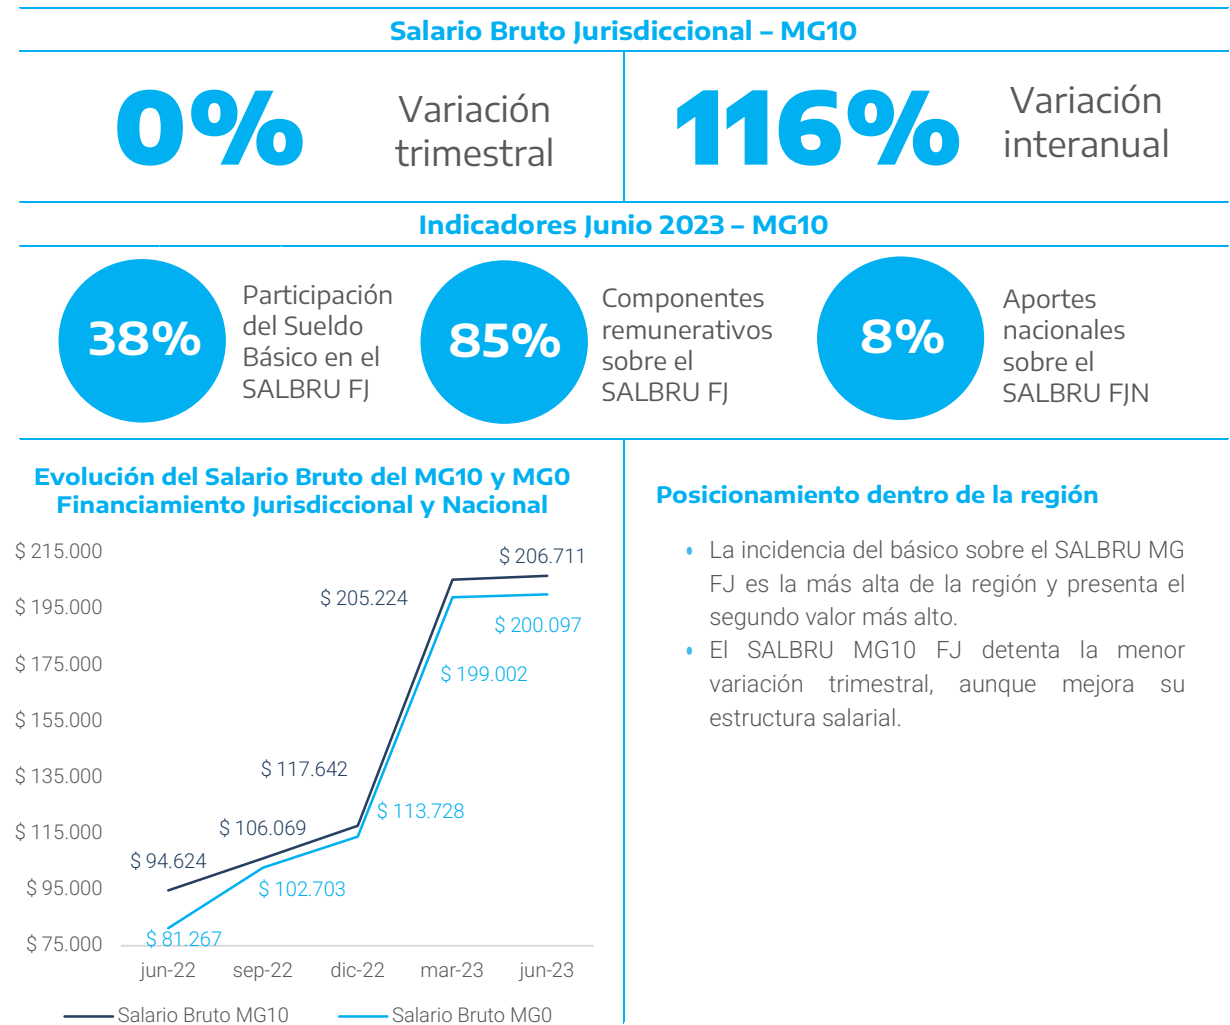 Salario Bruto Jurisdiccional – MG10
0%
Variación
trimestral
116%
Variación
interanual
Indicadores Junio 2023 – MG10
38%
Participación
del Sueldo
Básico en el
SALBRU FJ
85%
Componentes
remunerativos
sobre el
SALBRU FJ
8%
Aportes
nacionales
sobre el
SALBRU FJN
Evolución del Salario Bruto del MG10 y MG0
Financiamiento Jurisdiccional y Nacional
$ 215.000
$ 195.000
$ 175.000
$ 155.000
$ 135.000
$ 115.000
$ 95.000
$ 75.000
$ 94.624
$ 106.069
$ 117.642
$ 205.224
$ 206.711
$ 81.267
$ 102.703
$ 113.728
$ 199.002
$ 200.097
jun-22
sep-22
dic-22
mar-23
jun-23
Salario Bruto MG10
Salario Bruto MG0
Posicionamiento dentro de la región
• La incidencia del básico sobre el SALBRU MG
FJ es la más alta de la región y presenta el
segundo valor más alto.
• El SALBRU MG10 FJ detenta la menor
variación trimestral, aunque mejora su
estructura salarial.